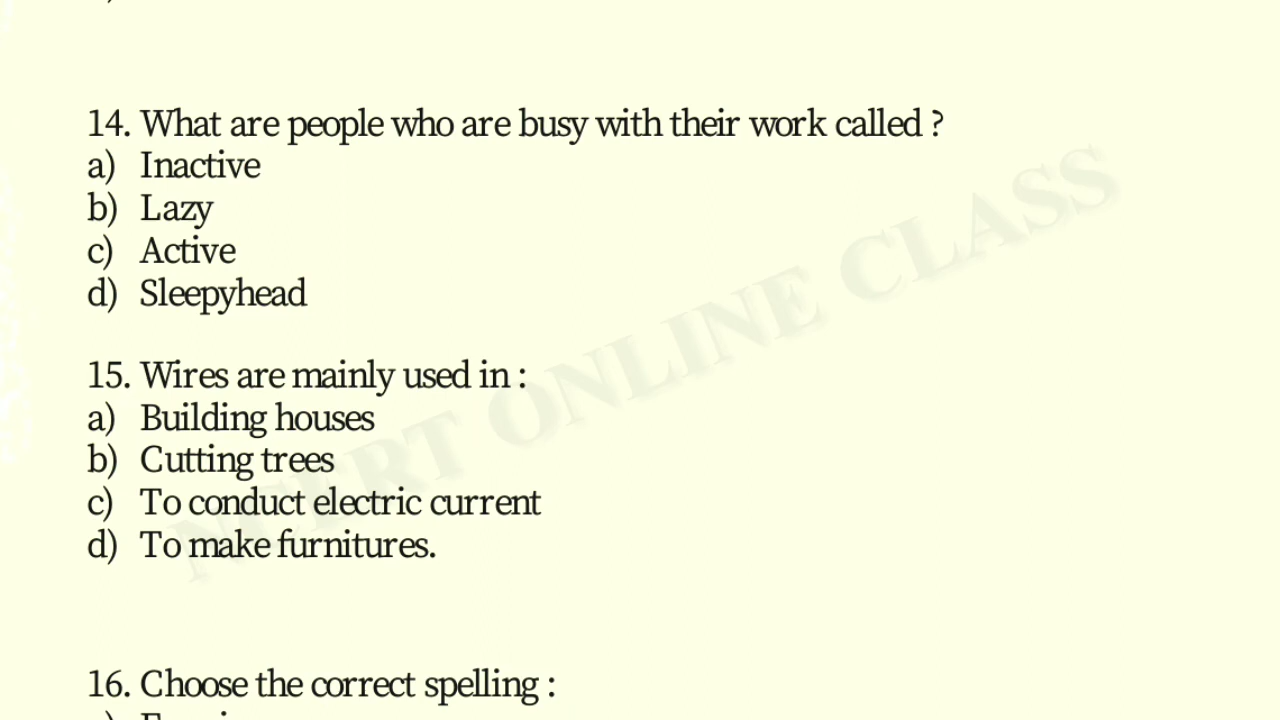 14. What are people who are busy with their work called ?
a) Inactive
b) Lazy
c) Active
d) Sleepyhead
15. Wires are mainly used in :
a) Building houses
b) Cutting trees
c) To conduct electric current
d) To make furnitures.
16. Choose the correct spelling :
NCERT ONLINE CLASS